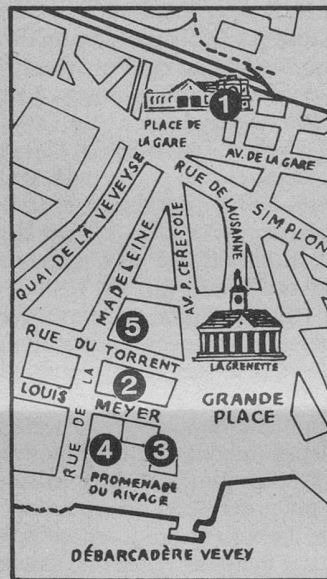 1
PLACE DE
LA GARE
AV. DE LA GARE
RUE DE LAUSANNE
SIMPLON
QUAI DE LA VEVEYSE
MADELEINE
AV. P. CERESOLE
5
RUE DU TORRENT
LA GRENETTE
2
LOUIS
MEYER
GRANDE
PLACE
RUE DE LA
4
3
PROMENADE
DU RIVAGE
DÉBARCADÈRE VEVEY